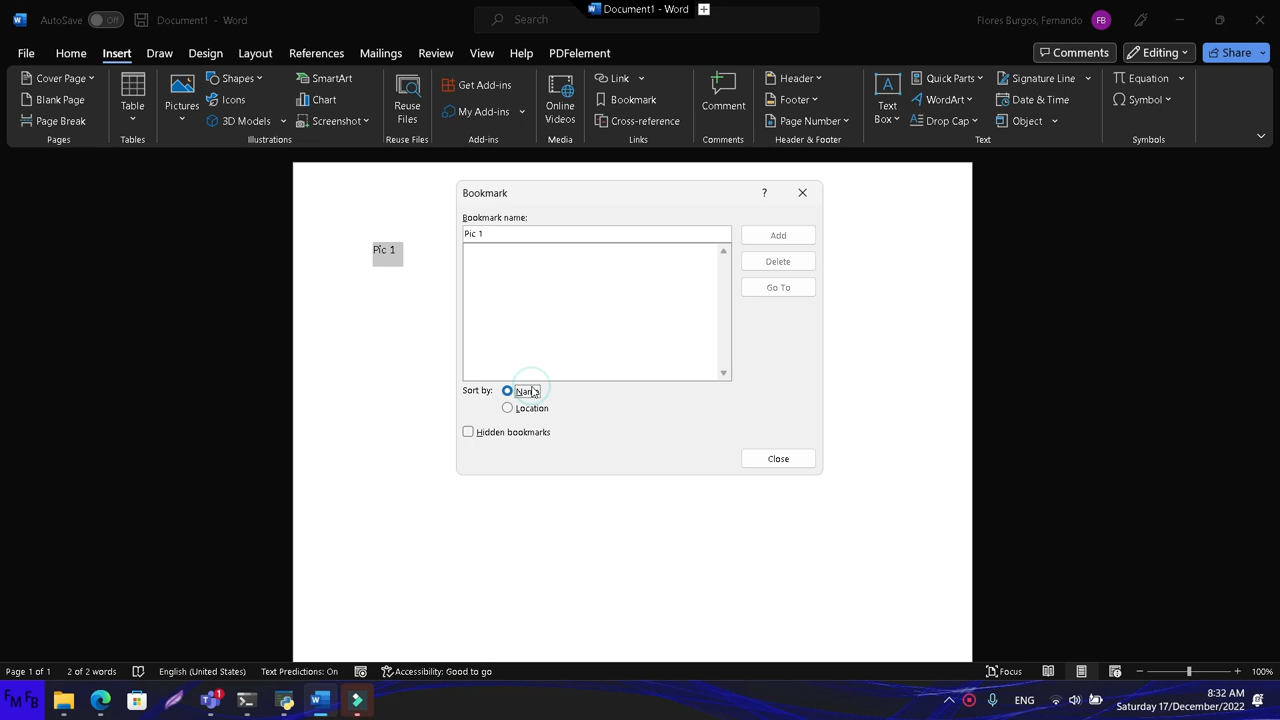 AutoSave Off Document1 - Word
Document1 - Word
Search
Flores Burgos, Fernando FB
File Home Insert Draw Design Layout References Mailings Review View Help PDFelement
Comments Editing Share
Cover Page
Blank Page
Page Break
Pages
Table
Tables
Pictures
Shapes
Icons
3D Models
SmartArt
Chart
Screenshot
Illustrations
Reuse
Files
Reuse Files
Get Add-ins
My Add-ins
Add-ins
Online
Videos
Media
Link
Bookmark
Cross-reference
Links
Comment
Comments
Header
Footer
Page Number
Header & Footer
Text
Box
Quick Parts
WordArt
Drop Cap
Signature Line
Date & Time
Object
Text
Equation
Symbol
Symbols
Pic 1
Bookmark
?
Bookmark name:
Pic 1
Add
Delete
Go To
Sort by: Name
Location
Hidden bookmarks
Close
Page 1 of 1 2 of 2 words English (United States) Text Predictions: On Accessibility: Good to go
Focus 100%
FM FB
1
ENG
8:32 AM
Saturday 17/December/2022